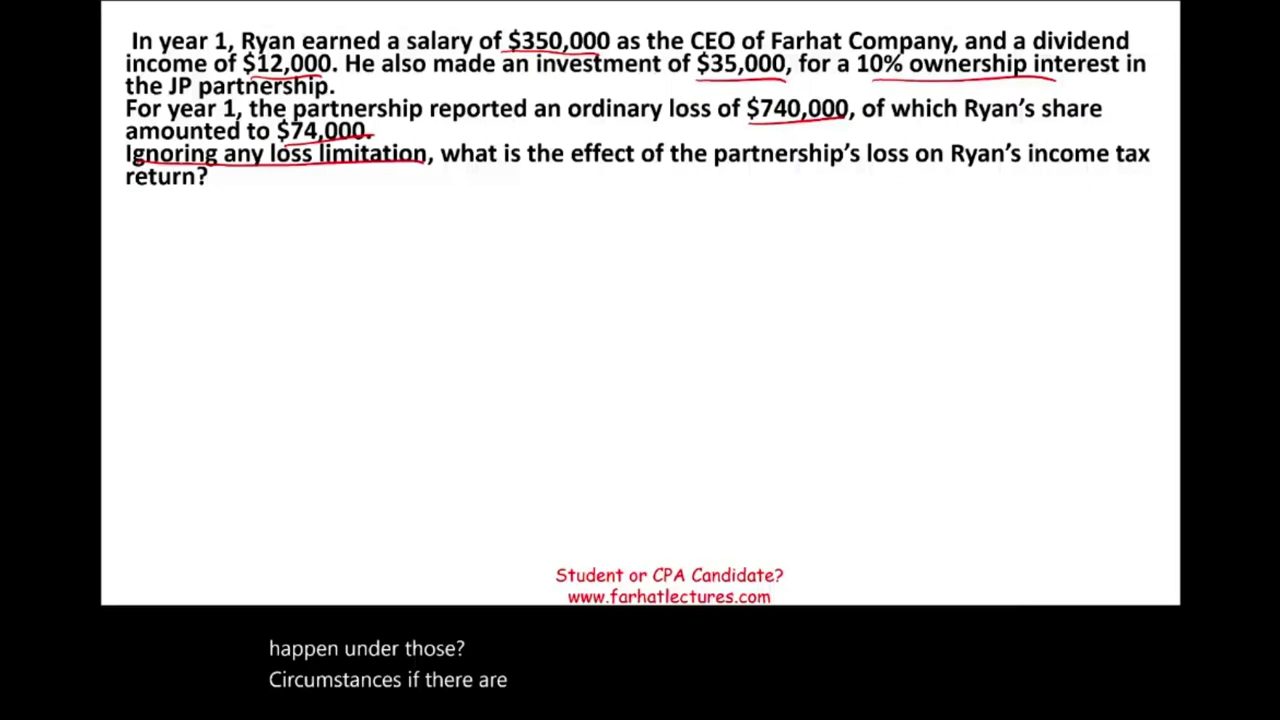 In year 1, Ryan earned a salary of $350,000 as the CEO of Farhat Company, and a dividend
income of $12,000. He also made an investment of $35,000, for a 10% ownership interest in
the JP partnership.
For year 1, the partnership reported an ordinary loss of $740,000, of which Ryan's share
amounted to $74,000.
Ignoring any loss limitation, what is the effect of the partnership's loss on Ryan's income tax
return?
Student or CPA Candidate?
www.farhatlectures.com
happen under those?
Circumstances if there are